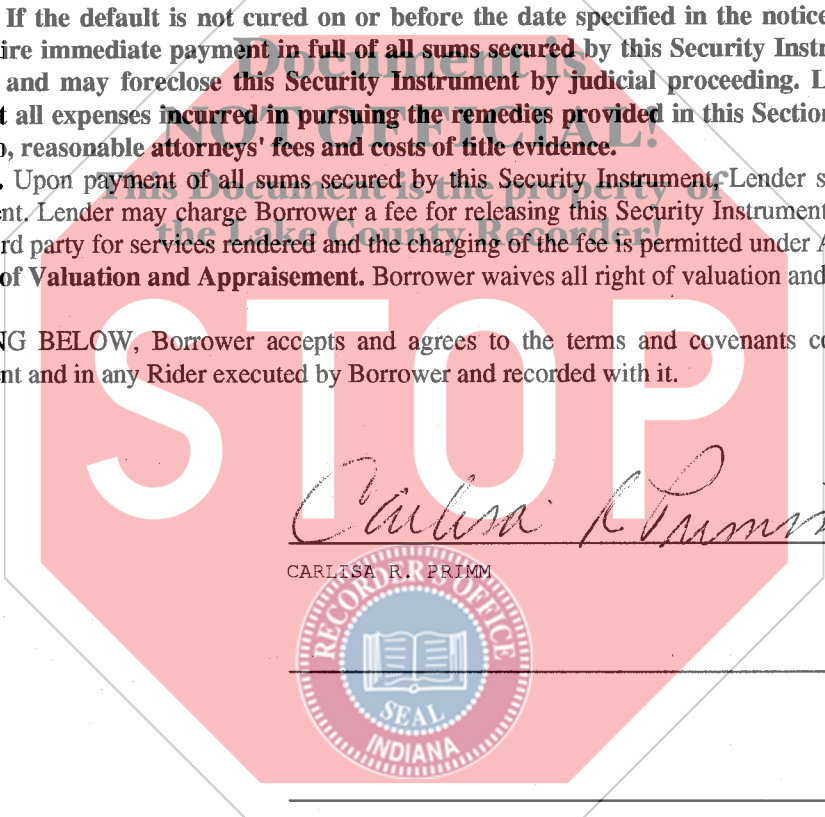 If the default is not cured on or before the date specified in the notice
ire immediate payment in full of all sums secured by this Security Instr
and may foreclose this Security Instrument by judicial proceeding. L
t all expenses incurred in pursuing the remedies provided in this Section
o, reasonable attorneys' fees and costs of title evidence.
. Upon payment of all sums secured by this Security Instrument, Lender s
ent. Lender may charge Borrower a fee for releasing this Security Instrument
rd party for services rendered and the charging of the fee is permitted under A
of Valuation and Appraisement. Borrower waives all right of valuation and
NG BELOW, Borrower accepts and agrees to the terms and covenants co
nt and in any Rider executed by Borrower and recorded with it.
Document is
NOT OFFICIAL!
This Document is the property of
the Lake County Recorder!
STOP
Carlisa R Primm
CARLISA R. PRIMM
RECORDER'S OFFICE
SEAL
INDIANA